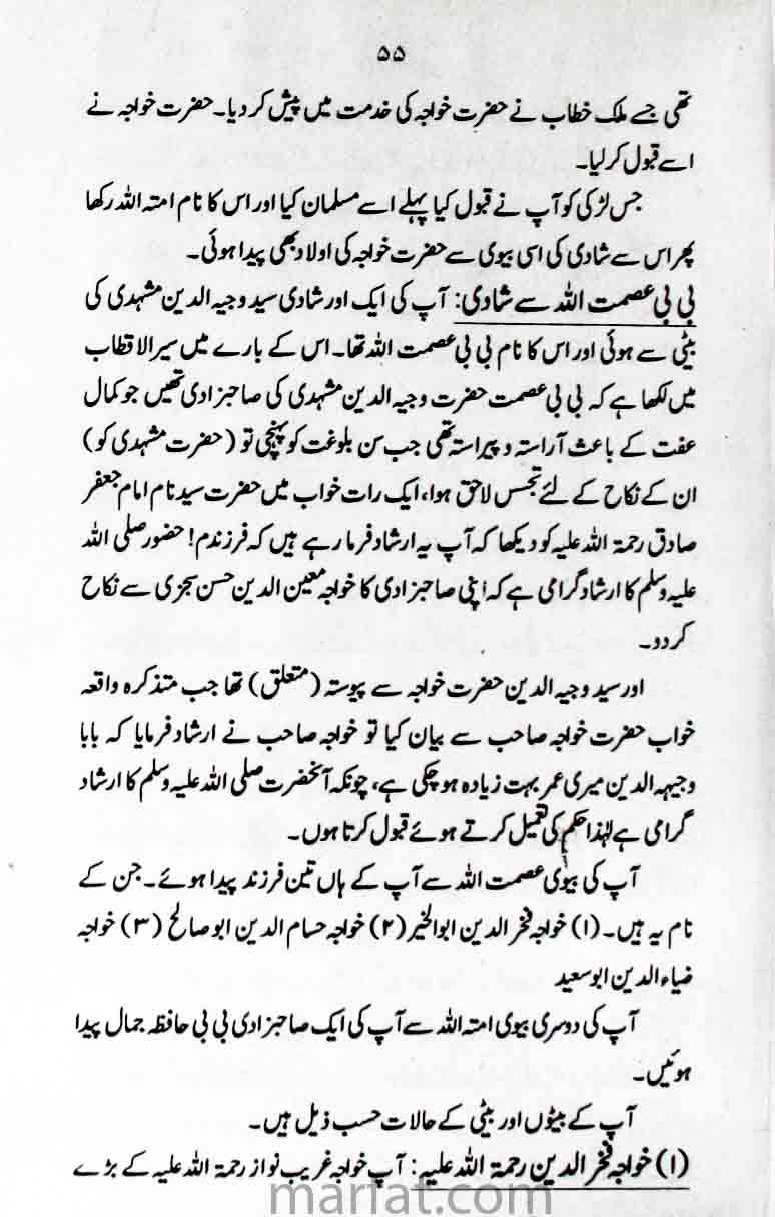 ۵۵
تھی جسے ملک خطاب نے حضرت خواجہ کی خدمت میں پیش کر دیا۔ حضرت خواجہ نے
اسے قبول کر لیا۔
جس لڑکی کو آپ نے قبول کیا پہلے اسے مسلمان کیا اور اس کا نام امتہ اللہ رکھا
پھر اس سے شادی کی اسی بیوی سے حضرت خواجہ کی اولاد بھی پیدا ہوئی۔
بی بی عصمت اللہ سے شادی: آپ کی ایک اور شادی سید وجیہ الدین مشہدی کی
بیٹی سے ہوئی اور اس کا نام بی بی عصمت اللہ تھا۔ اس کے بارے میں سیر الاقطاب
میں لکھا ہے کہ بی بی عصمت حضرت وجیہ الدین مشہدی کی صاحبزادی تھیں جو کمال
عفت کے باعث آراستہ و پیراستہ تھی جب سن بلوغت کو پہنچی تو (حضرت مشہدی کو)
ان کے نکاح کے لئے تجسس لاحق ہوا، ایک رات خواب میں حضرت سیدنام امام جعفر
صادق رحمۃ اللہ علیہ کو دیکھا کہ آپ یہ ارشاد فرما رہے ہیں کہ فرزندم! حضور صلی اللہ
علیہ وسلم کا ارشاد گرامی ہے کہ اپنی صاحبزادی کا خواجہ معین الدین حسن سجزی سے نکاح
کر دو۔
اور سید وجیہ الدین حضرت خواجہ سے پیوستہ (متعلق) تھا جب متذکرہ واقعہ
خواب حضرت خواجہ صاحب سے بیان کیا تو خواجہ صاحب نے ارشاد فرمایا کہ بابا
وجیہہ الدین میری عمر بہت زیادہ ہو چکی ہے، چونکہ آنحضرت صلی اللہ علیہ وسلم کا ارشاد
گرامی ہے لہٰذا حکم کی تعمیل کرتے ہوئے قبول کرتا ہوں۔
آپ کی بیوی عصمت اللہ سے آپ کے ہاں تین فرزند پیدا ہوئے۔ جن کے
نام یہ ہیں۔ (۱) خواجہ فخر الدین ابوالخیر (۲) خواجہ حسام الدین ابو صالح (۳) خواجہ
ضیاء الدین ابو سعید
آپ کی دوسری بیوی امتہ اللہ سے آپ کی ایک صاحبزادی بی بی حافظہ جمال پیدا
ہوئیں۔
آپ کے بیٹوں اور بیٹی کے حالات حسب ذیل ہیں۔
(۱) خواجہ فخر الدین رحمۃ اللہ علیہ: آپ خواجہ غریب نواز رحمۃ اللہ علیہ کے بڑے
marfat.com